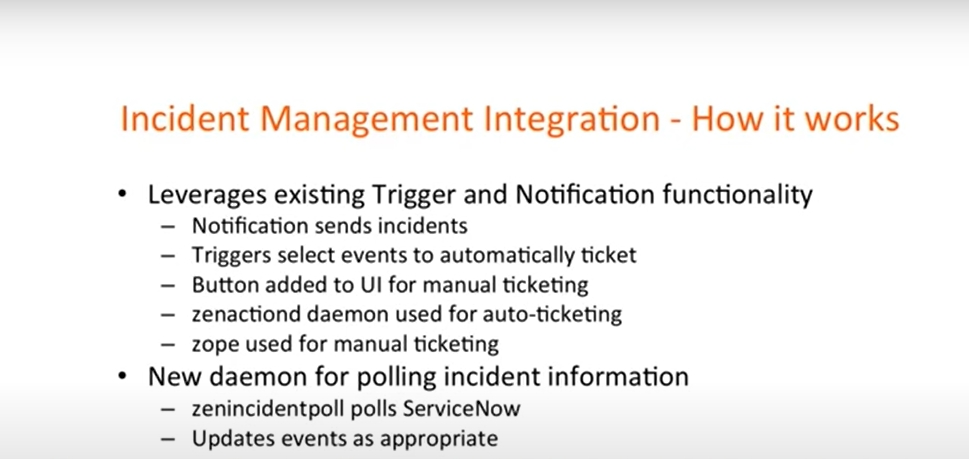 Incident Management Integration - How it works
• Leverages existing Trigger and Notification functionality
– Notification sends incidents
– Triggers select events to automatically ticket
– Button added to UI for manual ticketing
– zenactiond daemon used for auto-ticketing
– zope used for manual ticketing
• New daemon for polling incident information
– zenincidentpoll polls ServiceNow
– Updates events as appropriate